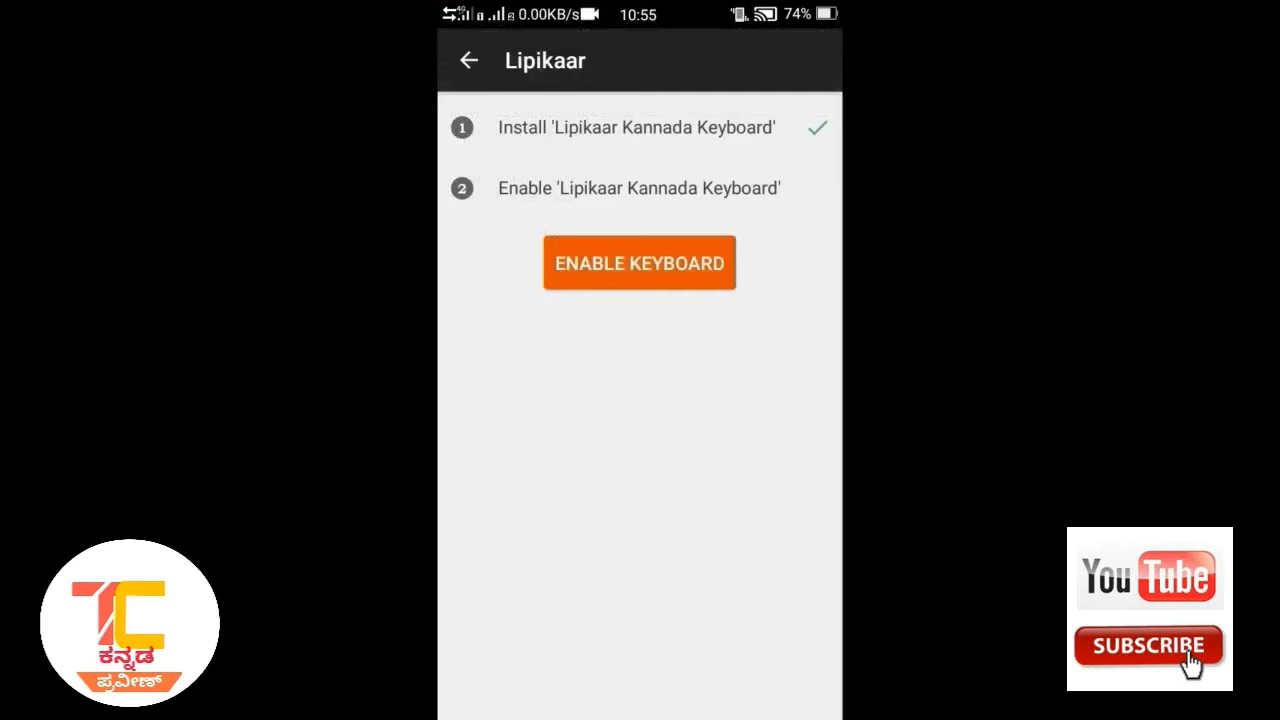 4G 0.00KB/s 10:55 74%
Lipikaar
1 Install 'Lipikaar Kannada Keyboard'
2 Enable 'Lipikaar Kannada Keyboard'
ENABLE KEYBOARD
TC
ಕನ್ನಡ
ಪ್ರವೀಣ್
You Tube
SUBSCRIBE